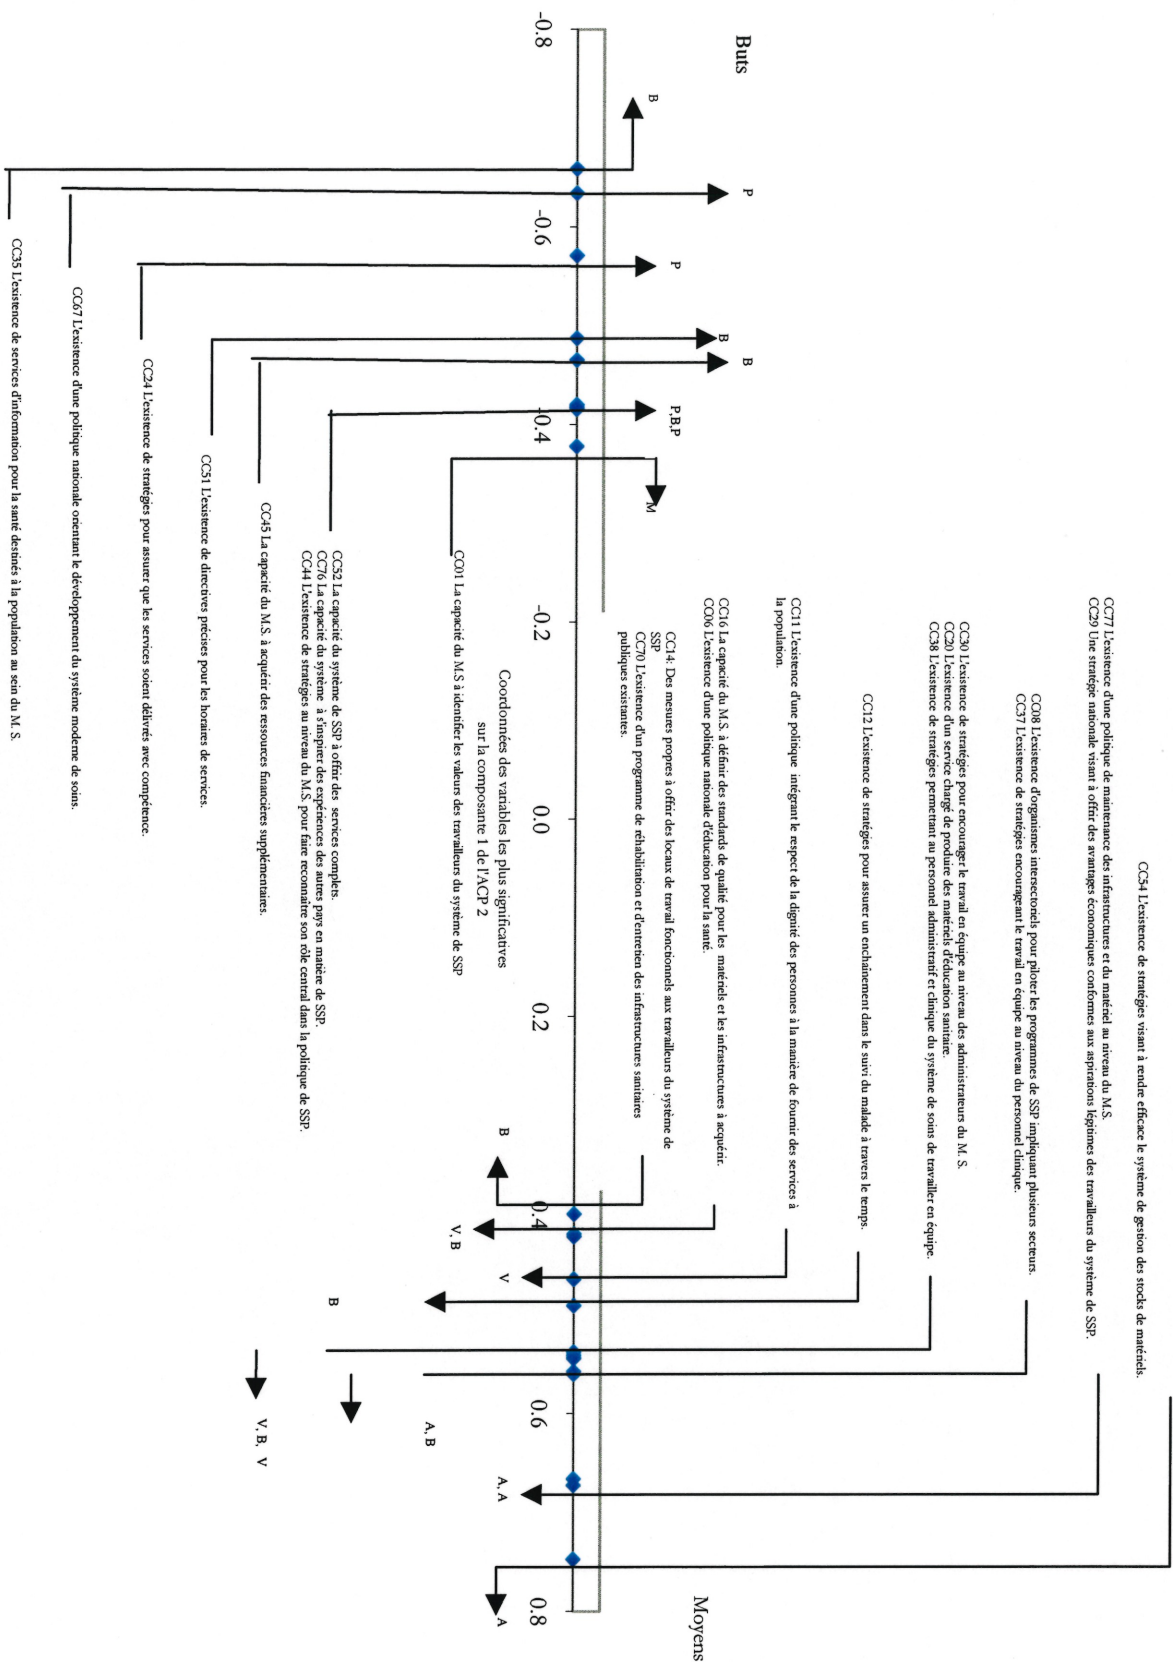 CC54 L'existence de stratégies visant à rendre efficace le système de gestion des stocks de matériels.
CC77 L'existence d'une politique de maintenance des infrastructures et du matériel au niveau du M.S.
CC29 Une stratégie nationale visant à offrir des avantages économiques conformes aux aspirations légitimes des travailleurs du système de SSP.
CC08 L'existence d'organismes intersectoriels pour piloter les programmes de SSP impliquant plusieurs secteurs.
CC37 L'existence de stratégies encourageant le travail en équipe au niveau du personnel clinique.
CC30 L'existence de stratégies pour encourager le travail en équipe au niveau des administrateurs du M. S.
CC20 L'existence d'un service chargé de produire des matériels d'éducation sanitaire.
CC38 L'existence de stratégies permettant au personnel administratif et clinique du système de soins de travailler en équipe.
CC12 L'existence de stratégies pour assurer un enchaînement dans le suivi du malade à travers le temps.
CC11 L'existence d'une politique intégrant le respect de la dignité des personnes à la manière de fournir des services à
la population.
CC16 La capacité du M.S. à définir des standards de qualité pour les matériels et les infrastructures à acquérir.
CC06 L'existence d'une politique nationale d'éducation pour la santé.
CC14: Des mesures propres à offrir des locaux de travail fonctionnels aux travailleurs du système de
SSP
CC70 L'existence d'un programme de réhabilitation et d'entretien des infrastructures sanitaires
publiques existantes.
Buts
Moyens
B
P
P
B
B
P,B,P
M
-0.8
-0.6
-0.4
-0.2
0.0
0.2
0.4
0.6
0.8
B
V, B
V
B
V, B, V
A, B
A, A
A
Coordonnées des variables les plus significatives
sur la composante 1 de l'ACP 2
CC01 La capacité du M.S à identifier les valeurs des travailleurs du système de SSP
CC52 La capacité du système de SSP à offrir des services complets.
CC76 La capacité du système à s'inspirer des expériences des autres pays en matière de SSP.
CC44 L'existence de stratégies au niveau du M.S. pour faire reconnaître son rôle central dans la politique de SSP.
CC45 La capacité du M.S. à acquérir des ressources financières supplémentaires.
CC51 L'existence de directives précises pour les horaires de services.
CC24 L'existence de stratégies pour assurer que les services soient délivrés avec compétence.
CC67 L'existence d'une politique nationale orientant le développement du système moderne de soins.
CC35 L'existence de services d'information pour la santé destinés à la population au sein du M. S.